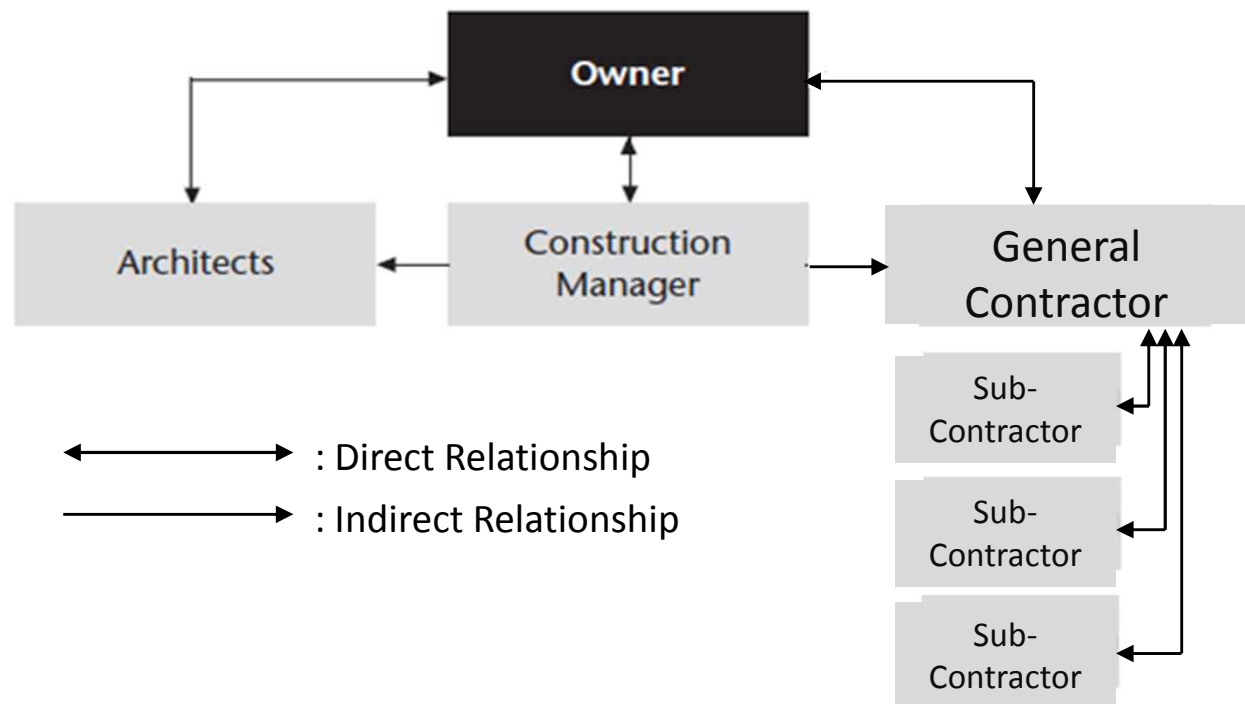 Owner
Architects
Construction
Manager
General
Contractor
Sub-
Contractor
Sub-
Contractor
Sub-
Contractor
: Direct Relationship
: Indirect Relationship